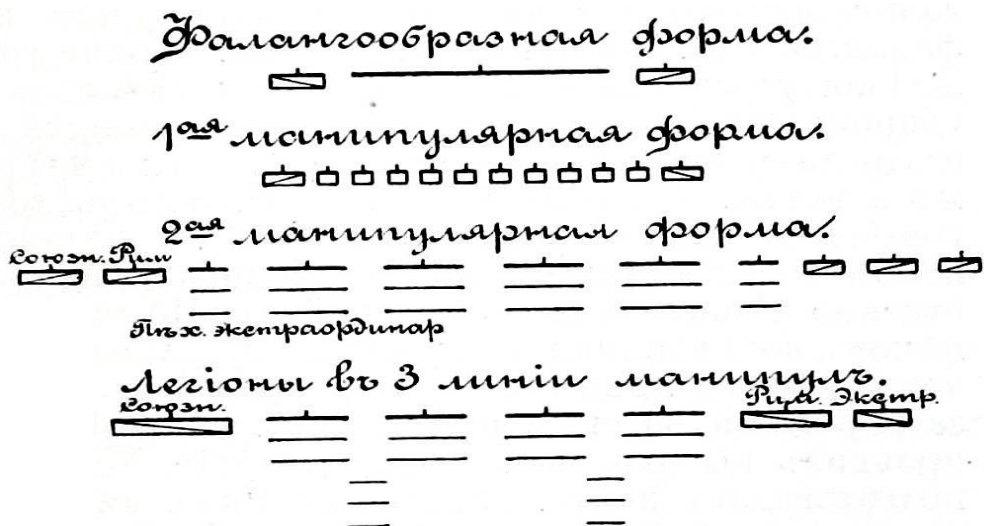 Фалангообразная форма.
1ая манипулярная форма.
2ая манипулярная форма.
Союзн. Рим
Пѣх. экстраординар
Легіоны въ 3 линіи манипулъ.
Союзн.
Рим. Экстр.